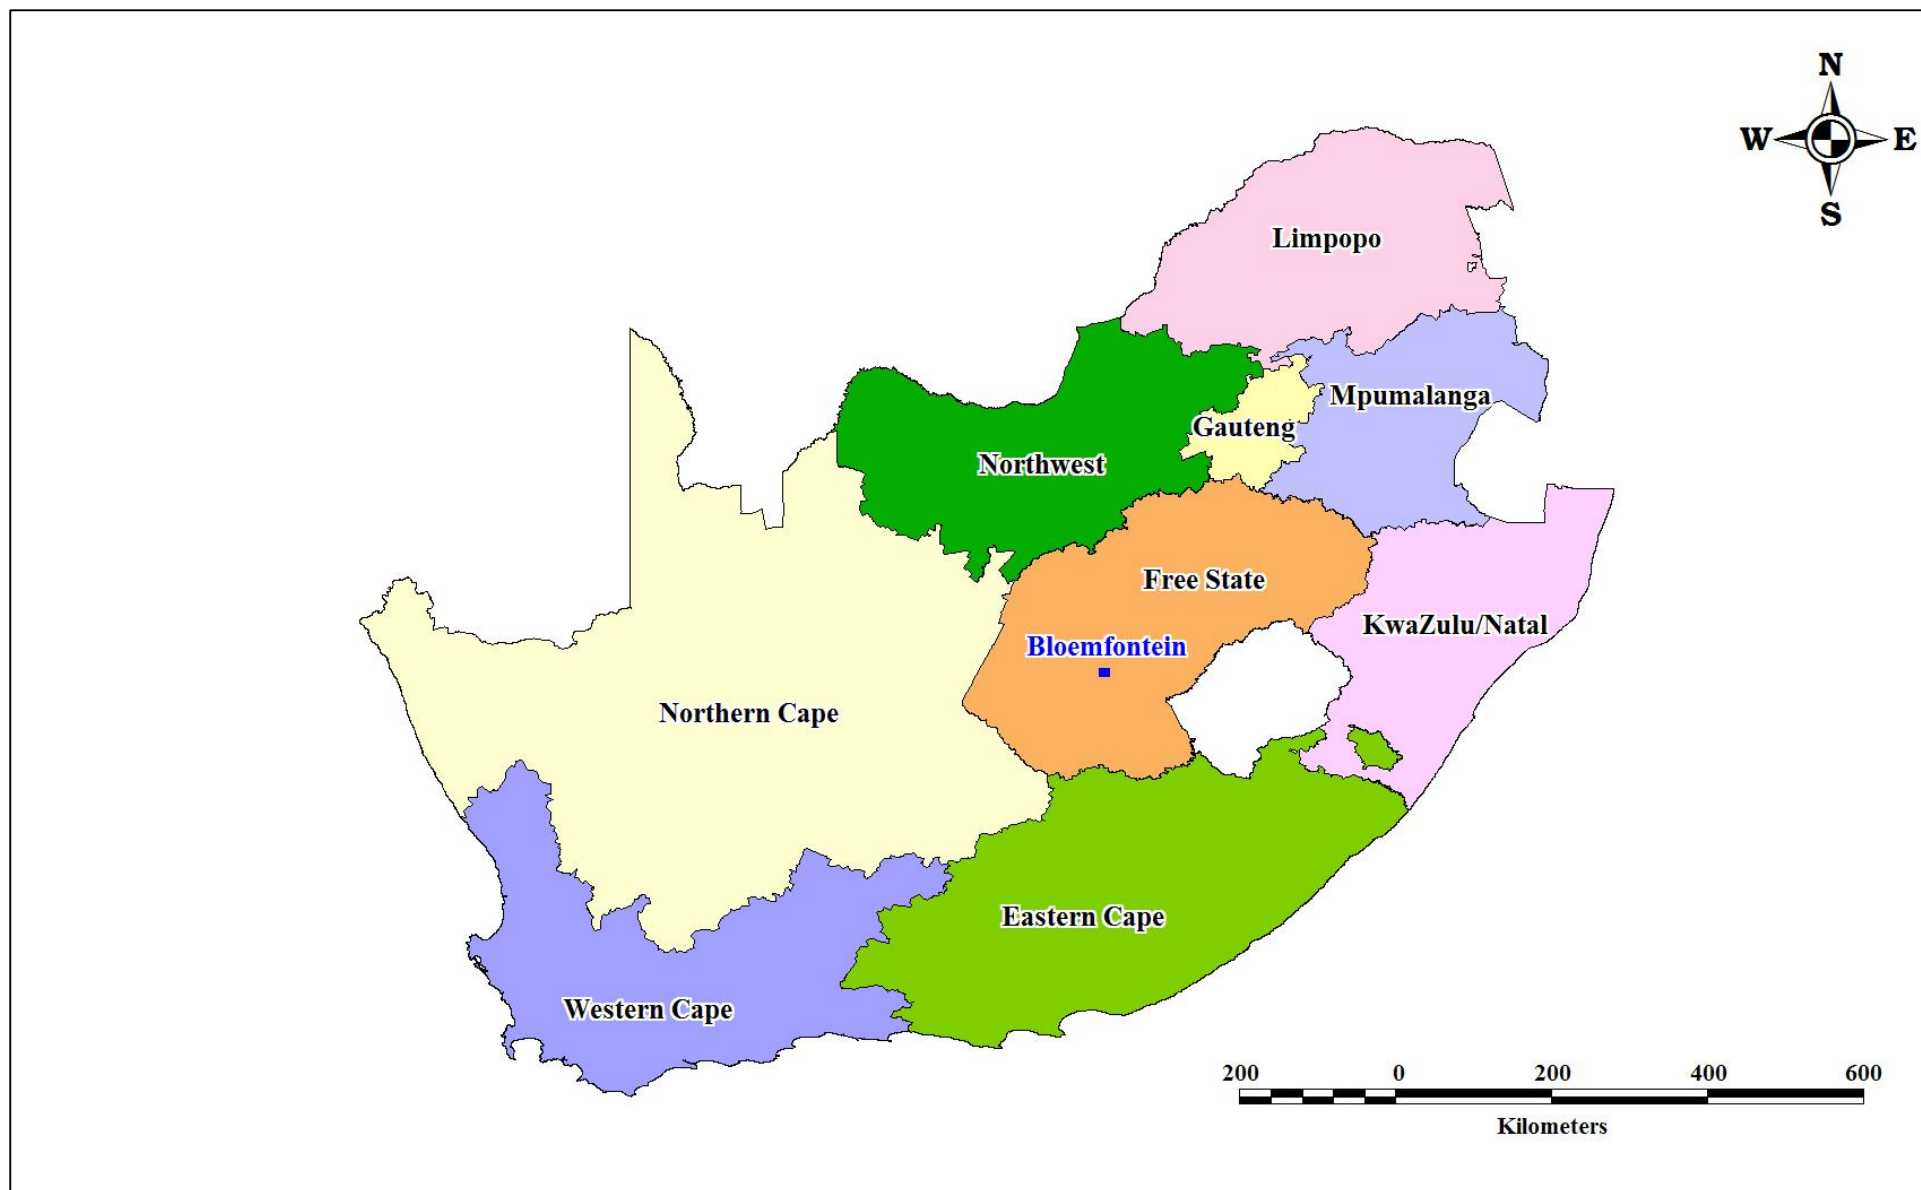 N
W E
S
Limpopo
Mpumalanga
Gauteng
Northwest
Free State
KwaZulu/Natal
Bloemfontein
Northern Cape
Eastern Cape
Western Cape
200 0 200 400 600
Kilometers